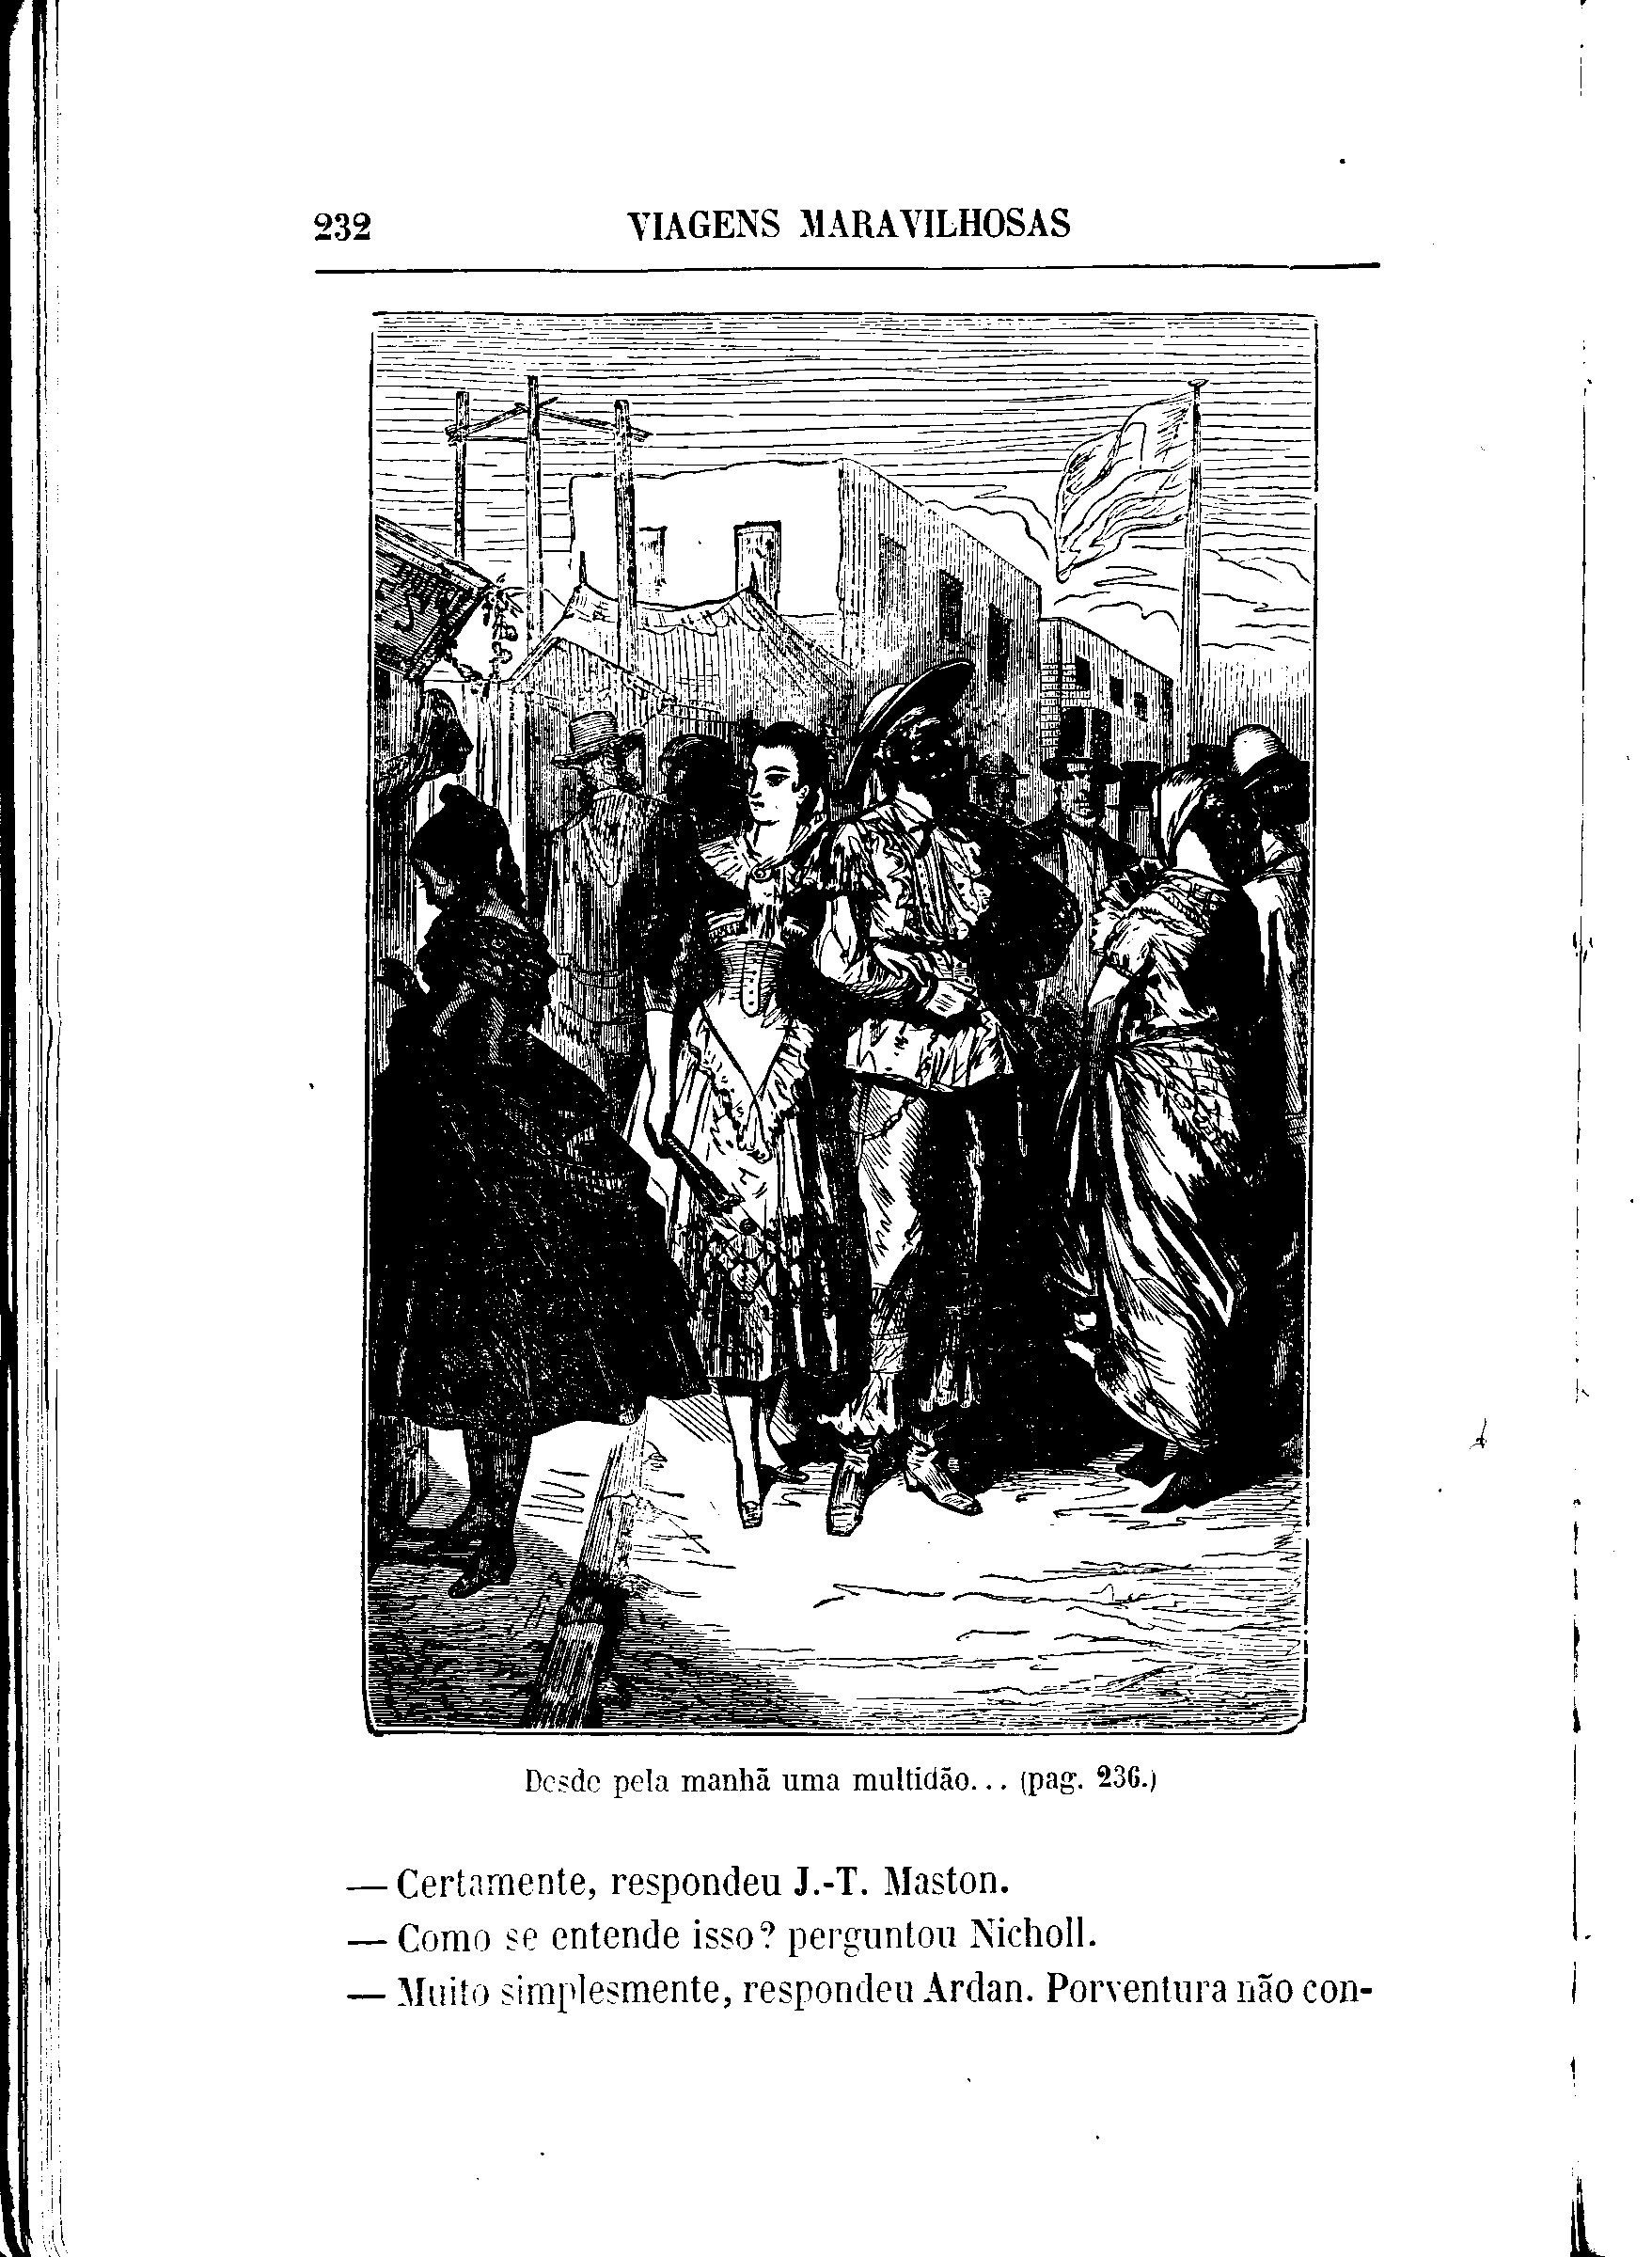 232
VIAGENS MARAVILHOSAS
Desde pela manhã uma multidão... (pag. 236.)
— Certamente, respondeu J.-T. Maston.
— Como se entende isso? perguntou Nicholl.
— Muito simplesmente, respondeu Ardan. Porventura não con-